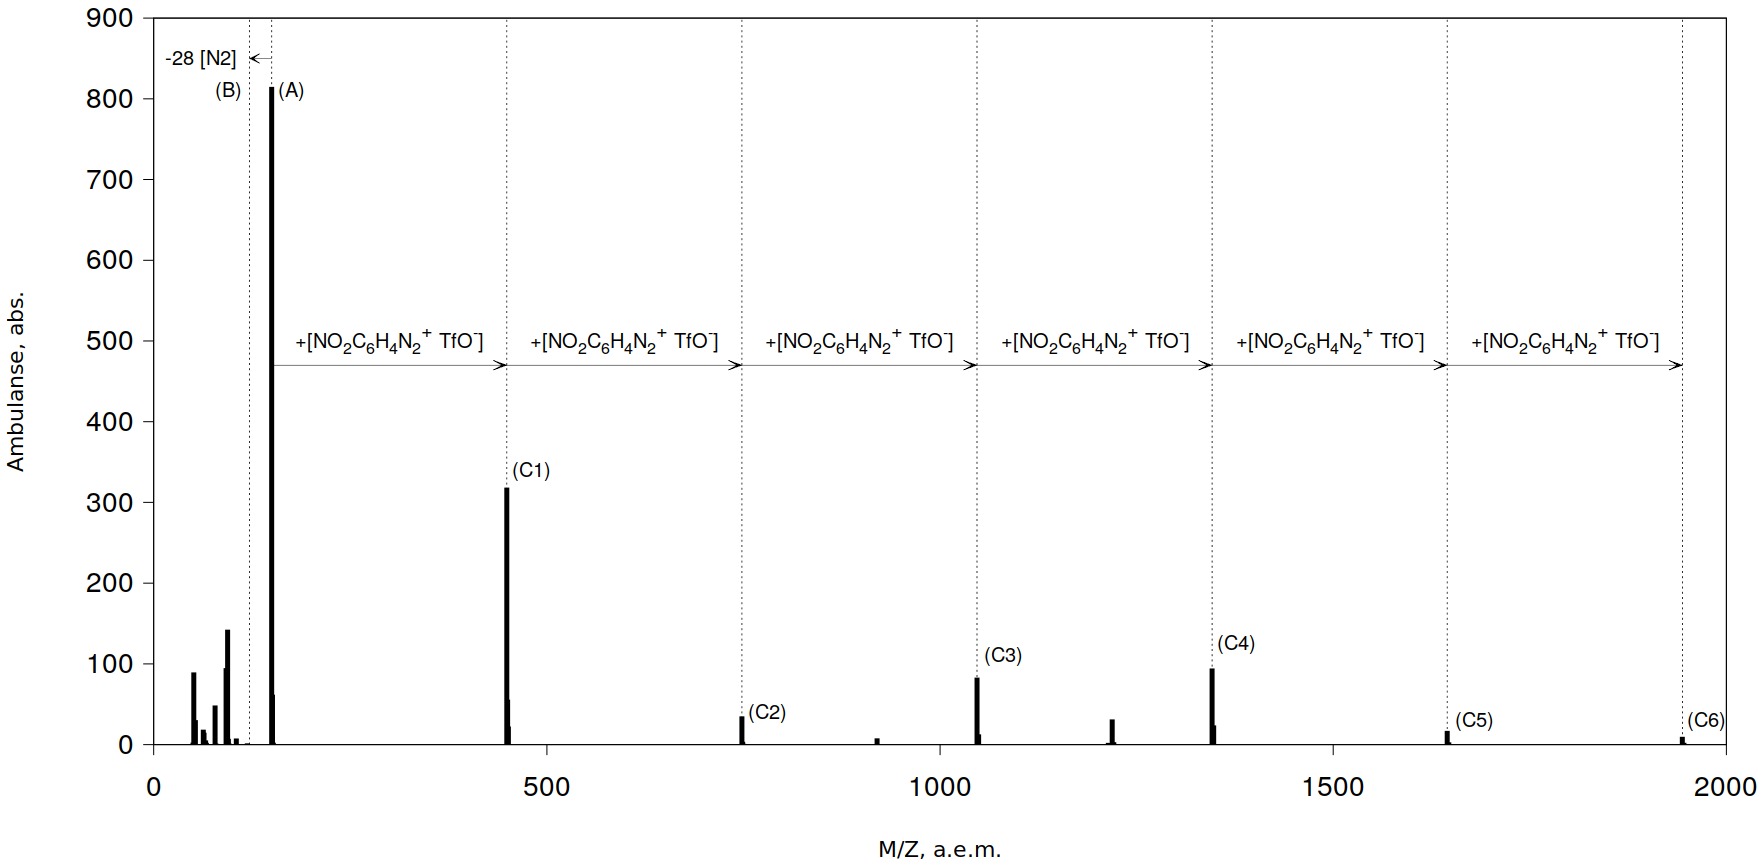 900
-28 [N2]
(B)
(A)
800
700
600
500
+[NO₂C₆H₄N₂⁺ TfO⁻]
+[NO₂C₆H₄N₂⁺ TfO⁻]
+[NO₂C₆H₄N₂⁺ TfO⁻]
+[NO₂C₆H₄N₂⁺ TfO⁻]
+[NO₂C₆H₄N₂⁺ TfO⁻]
+[NO₂C₆H₄N₂⁺ TfO⁻]
Ambulanse, abs.
400
(C1)
300
200
(C4)
(C3)
100
(C2)
(C5)
(C6)
0
0
500
1000
1500
2000
M/Z, a.e.m.